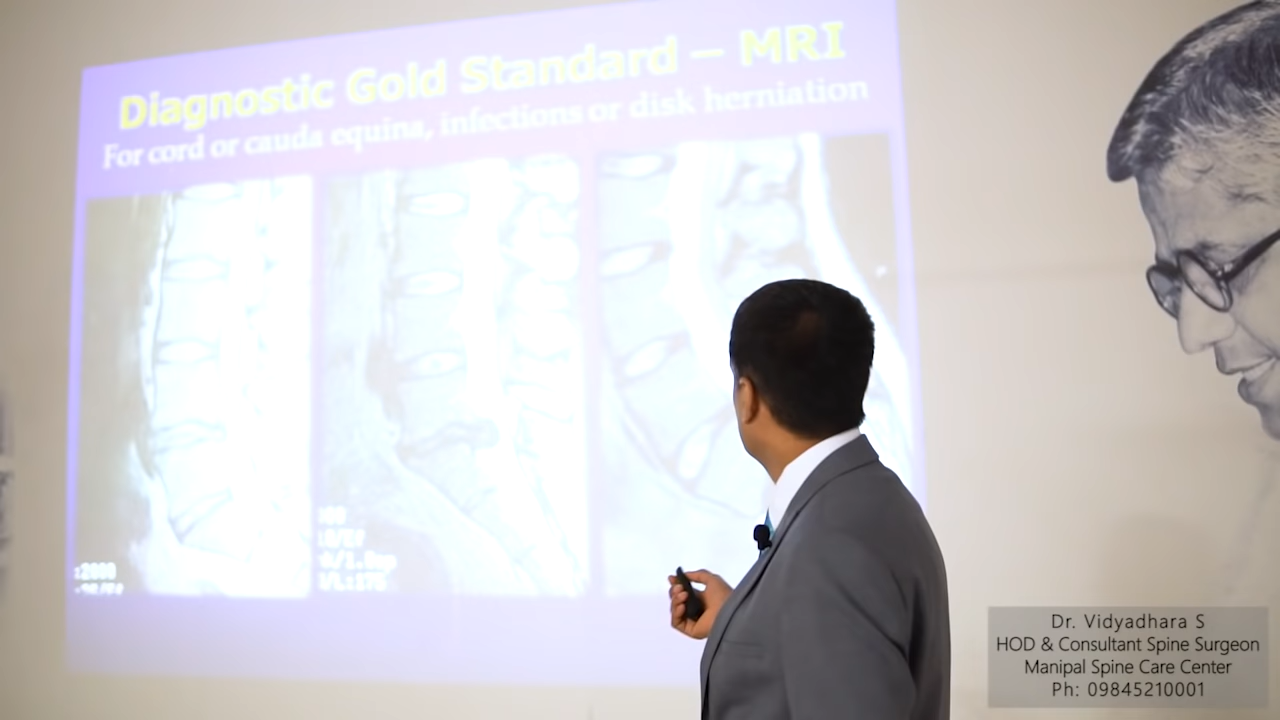 Diagnostic Gold Standard – MRI
For cord or cauda equina, infections or disk herniation
:2000
Dr. Vidyadhara S
HOD & Consultant Spine Surgeon
Manipal Spine Care Center
Ph: 09845210001